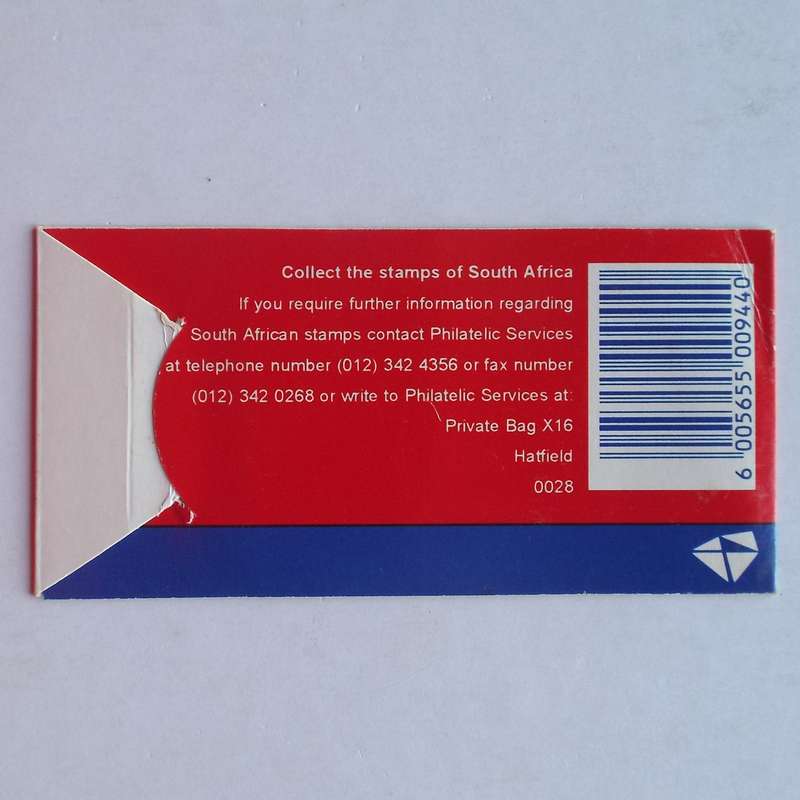 Collect the stamps of South Africa
If you require further information regarding
South African stamps contact Philatelic Services
at telephone number (012) 342 4356 or fax number
(012) 342 0268 or write to Philatelic Services at:
Private Bag X16
Hatfield
0028
6 005655 009440